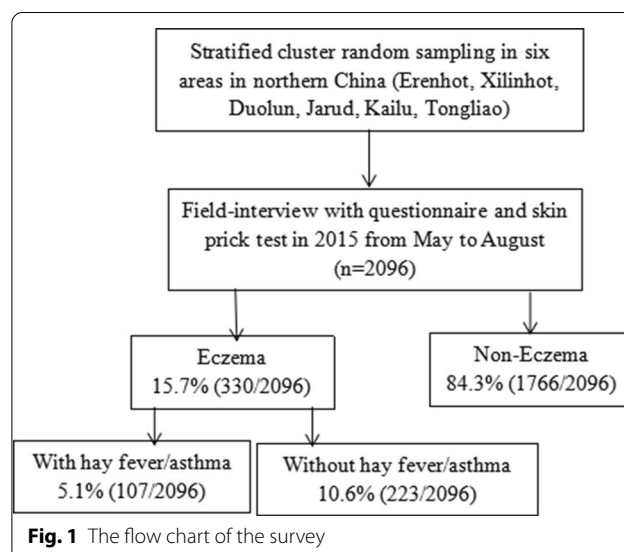 Stratified cluster random sampling in six
areas in northern China (Erenhot, Xilinhot,
Duolun, Jarud, Kailu, Tongliao)
Field-interview with questionnaire and skin
prick test in 2015 from May to August
(n=2096)
Eczema
15.7% (330/2096)
Non-Eczema
84.3% (1766/2096)
With hay fever/asthma
5.1% (107/2096)
Without hay fever/asthma
10.6% (223/2096)
Fig. 1 The flow chart of the survey